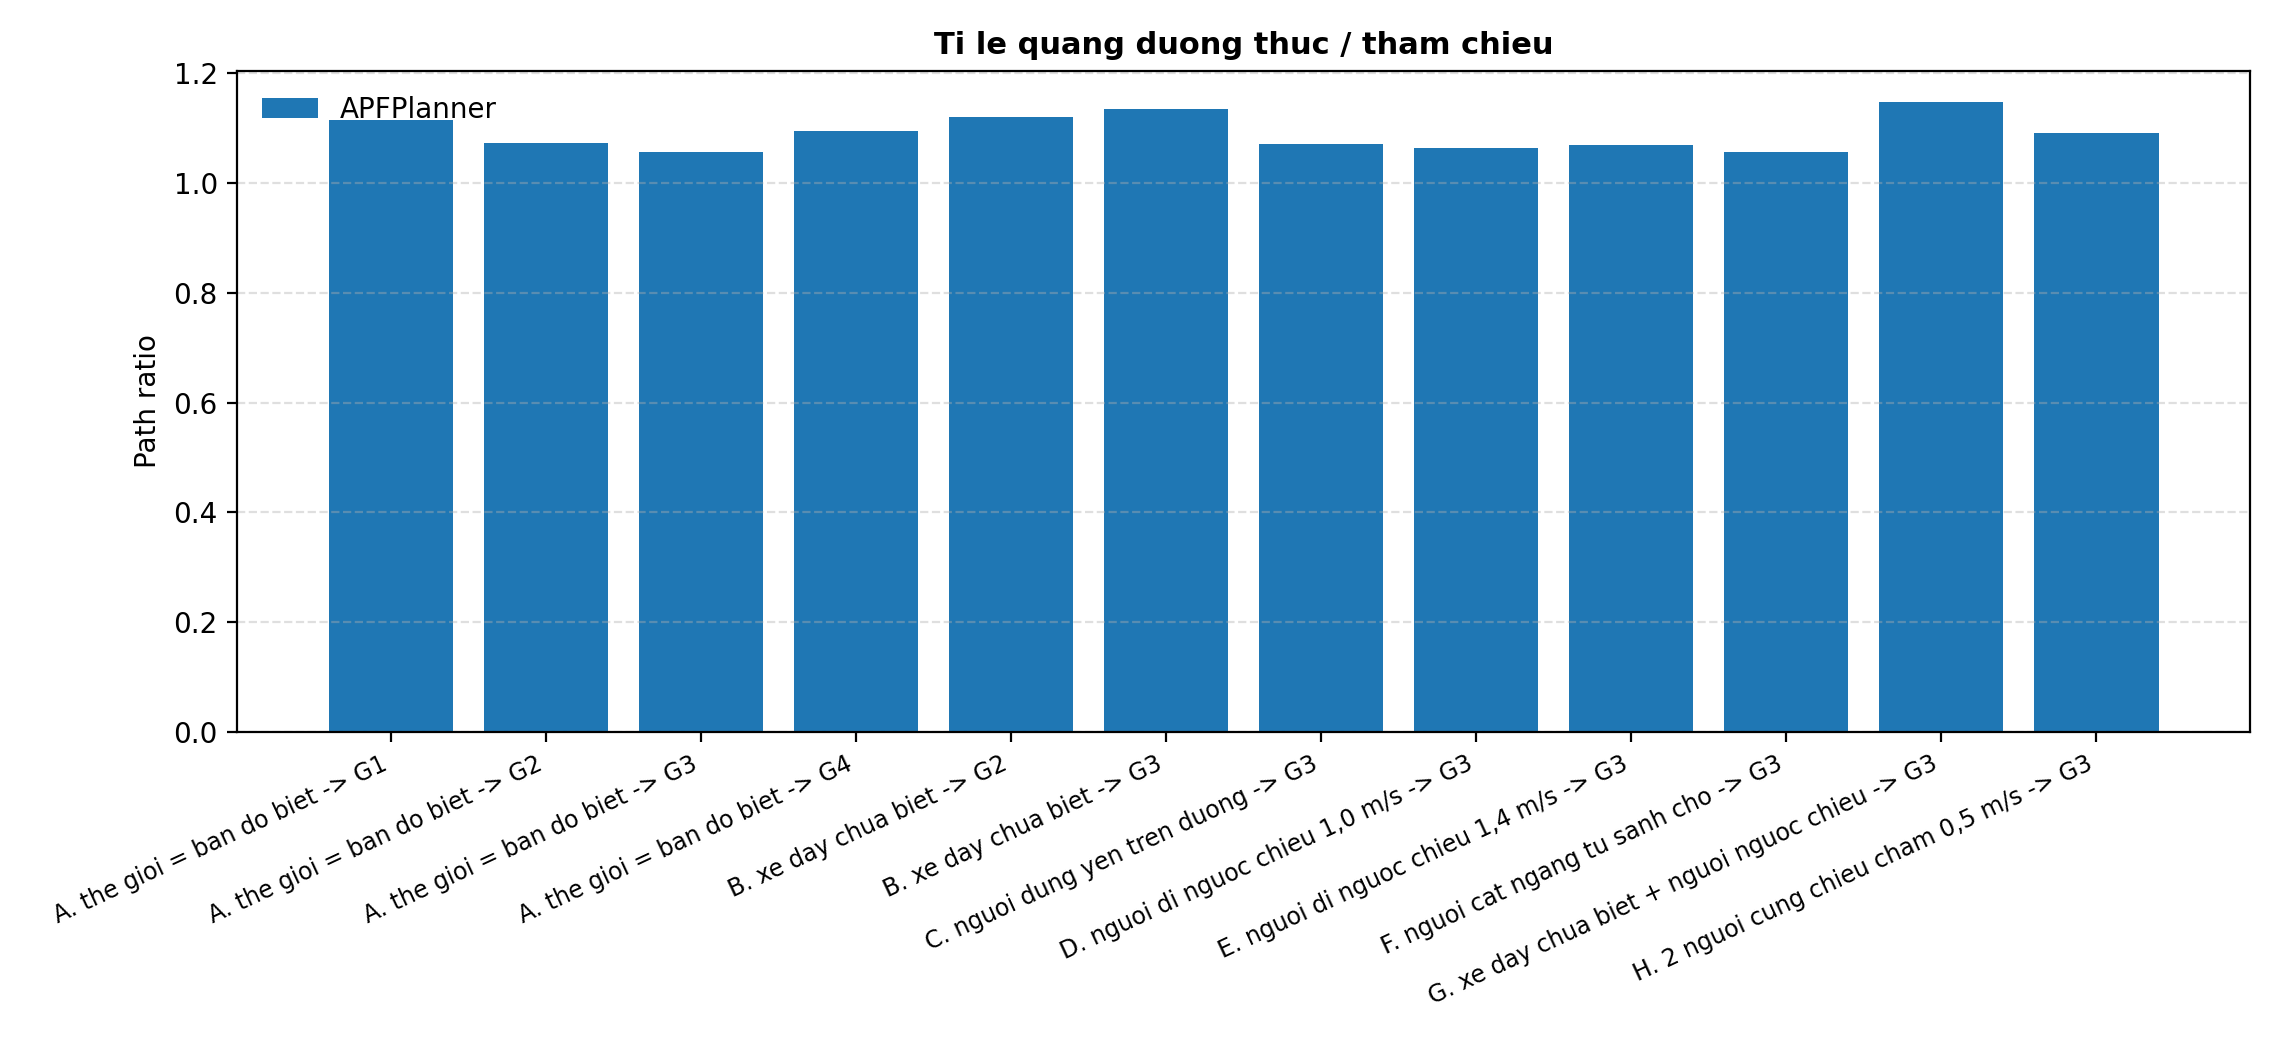 Ti le quang duong thuc / tham chieu
APFPlanner
Path ratio
1.2
1.0
0.8
0.6
0.4
0.2
0.0
A. the gioi = ban do biet -> G1
A. the gioi = ban do biet -> G2
A. the gioi = ban do biet -> G3
A. the gioi = ban do biet -> G4
B. xe day chua biet -> G2
B. xe day chua biet -> G3
C. nguoi dung yen tren duong -> G3
D. nguoi di nguoc chieu 1,0 m/s -> G3
E. nguoi di nguoc chieu 1,4 m/s -> G3
F. nguoi cat ngang tu sanh cho -> G3
G. xe day chua biet + nguoi nguoc chieu -> G3
H. 2 nguoi cung chieu cham 0,5 m/s -> G3